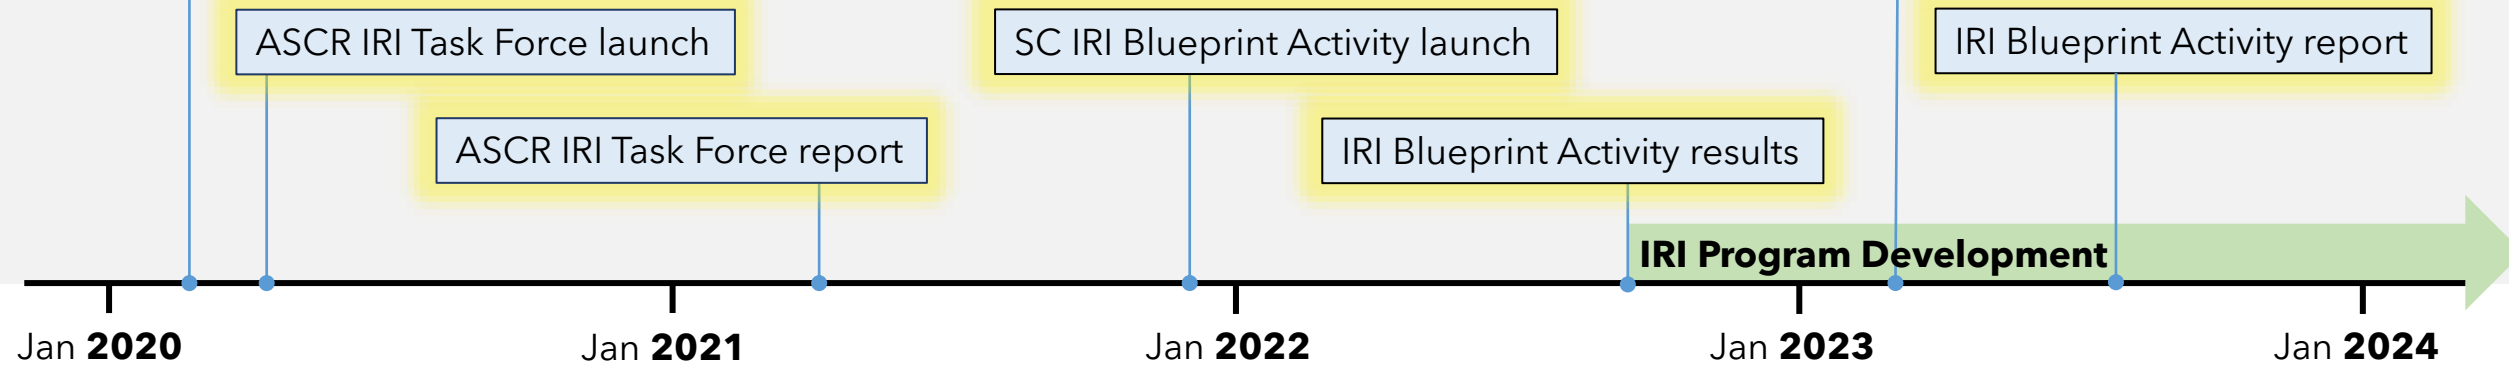 ASCR IRI Task Force launch
SC IRI Blueprint Activity launch
IRI Blueprint Activity report
ASCR IRI Task Force report
IRI Blueprint Activity results
IRI Program Development
Jan 2020
Jan 2021
Jan 2022
Jan 2023
Jan 2024